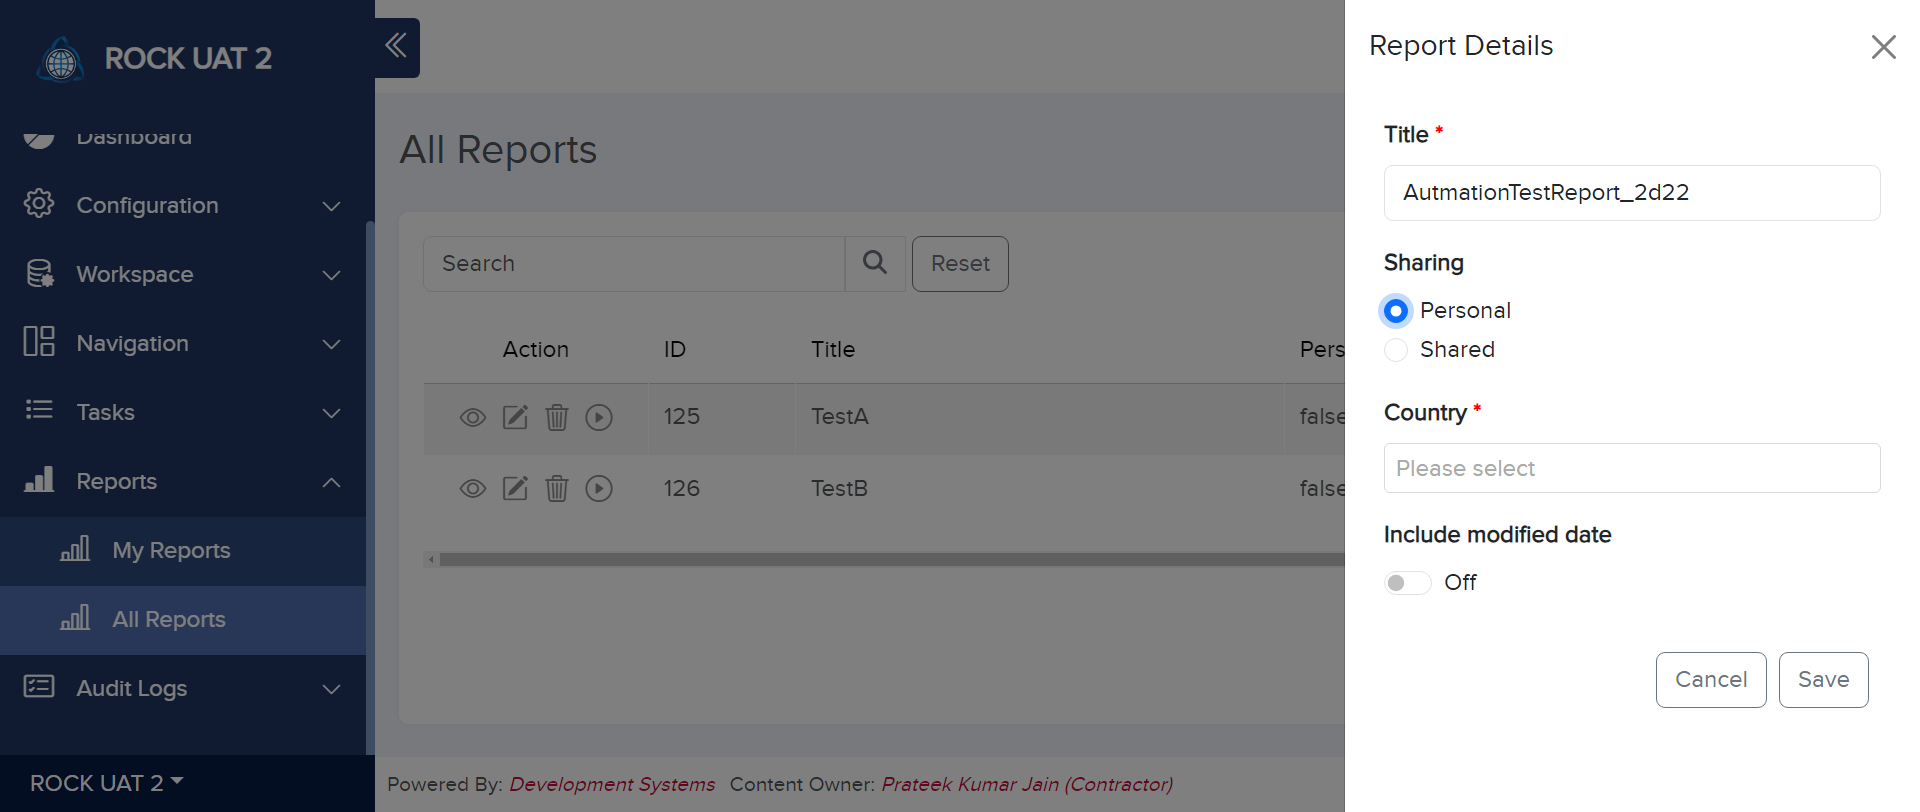 ROCK UAT 2
Dashboard
Configuration
Workspace
Navigation
Tasks
Reports
My Reports
All Reports
Audit Logs
ROCK UAT 2
All Reports
Search
Reset
Action ID Title Pers
125 TestA false
126 TestB false
Powered By: Development Systems Content Owner: Prateek Kumar Jain (Contractor)
Report Details
Title *
AutmationTestReport_2d22
Sharing
Personal
Shared
Country *
Please select
Include modified date
Off
Cancel Save